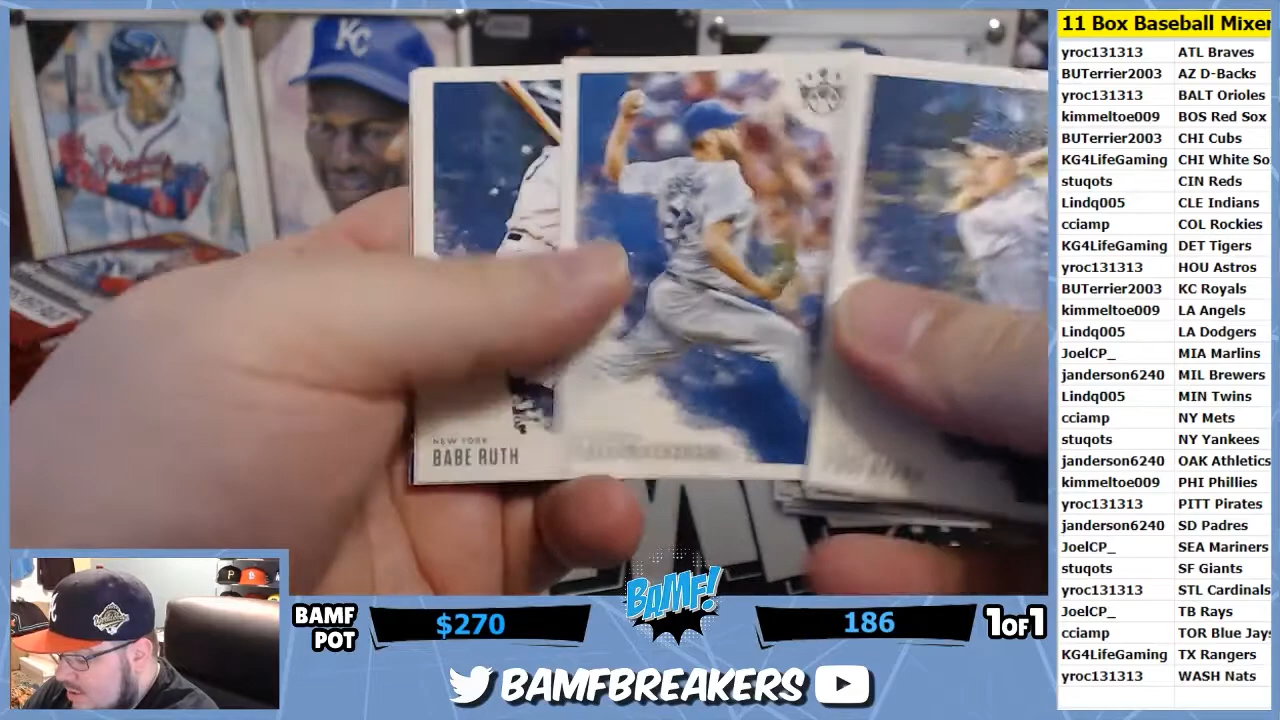 11 Box Baseball Mixer
yroc131313 ATL Braves
BUTerrier2003 AZ D-Backs
yroc131313 BALT Orioles
kimmeltoe009 BOS Red Sox
BUTerrier2003 CHI Cubs
KG4LifeGaming CHI White So
stuqots CIN Reds
Lindq005 CLE Indians
cciamp COL Rockies
KG4LifeGaming DET Tigers
yroc131313 HOU Astros
BUTerrier2003 KC Royals
kimmeltoe009 LA Angels
Lindq005 LA Dodgers
JoelCP_ MIA Marlins
janderson6240 MIL Brewers
Lindq005 MIN Twins
cciamp NY Mets
stuqots NY Yankees
janderson6240 OAK Athletics
kimmeltoe009 PHI Phillies
yroc131313 PITT Pirates
janderson6240 SD Padres
JoelCP_ SEA Mariners
stuqots SF Giants
yroc131313 STL Cardinals
JoelCP_ TB Rays
cciamp TOR Blue Jays
KG4LifeGaming TX Rangers
yroc131313 WASH Nats
KC
Braves
NEW YORK
BABE RUTH
BAMF!
BAMF
POT
$270
186
1OF1
BAMFBREAKERS